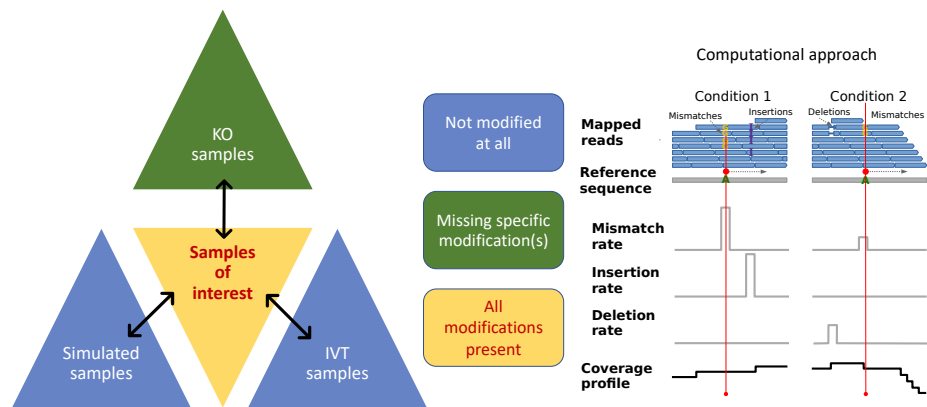 KO
samples
Samples
of
interest
Simulated
samples
IVT
samples
Not modified
at all
Missing specific
modification(s)
All
modifications
present
Computational approach
Condition 1
Condition 2
Mismatches
Insertions
Deletions
Mismatches
Mapped
reads
Reference
sequence
A
A
Mismatch
rate
Insertion
rate
Deletion
rate
Coverage
profile